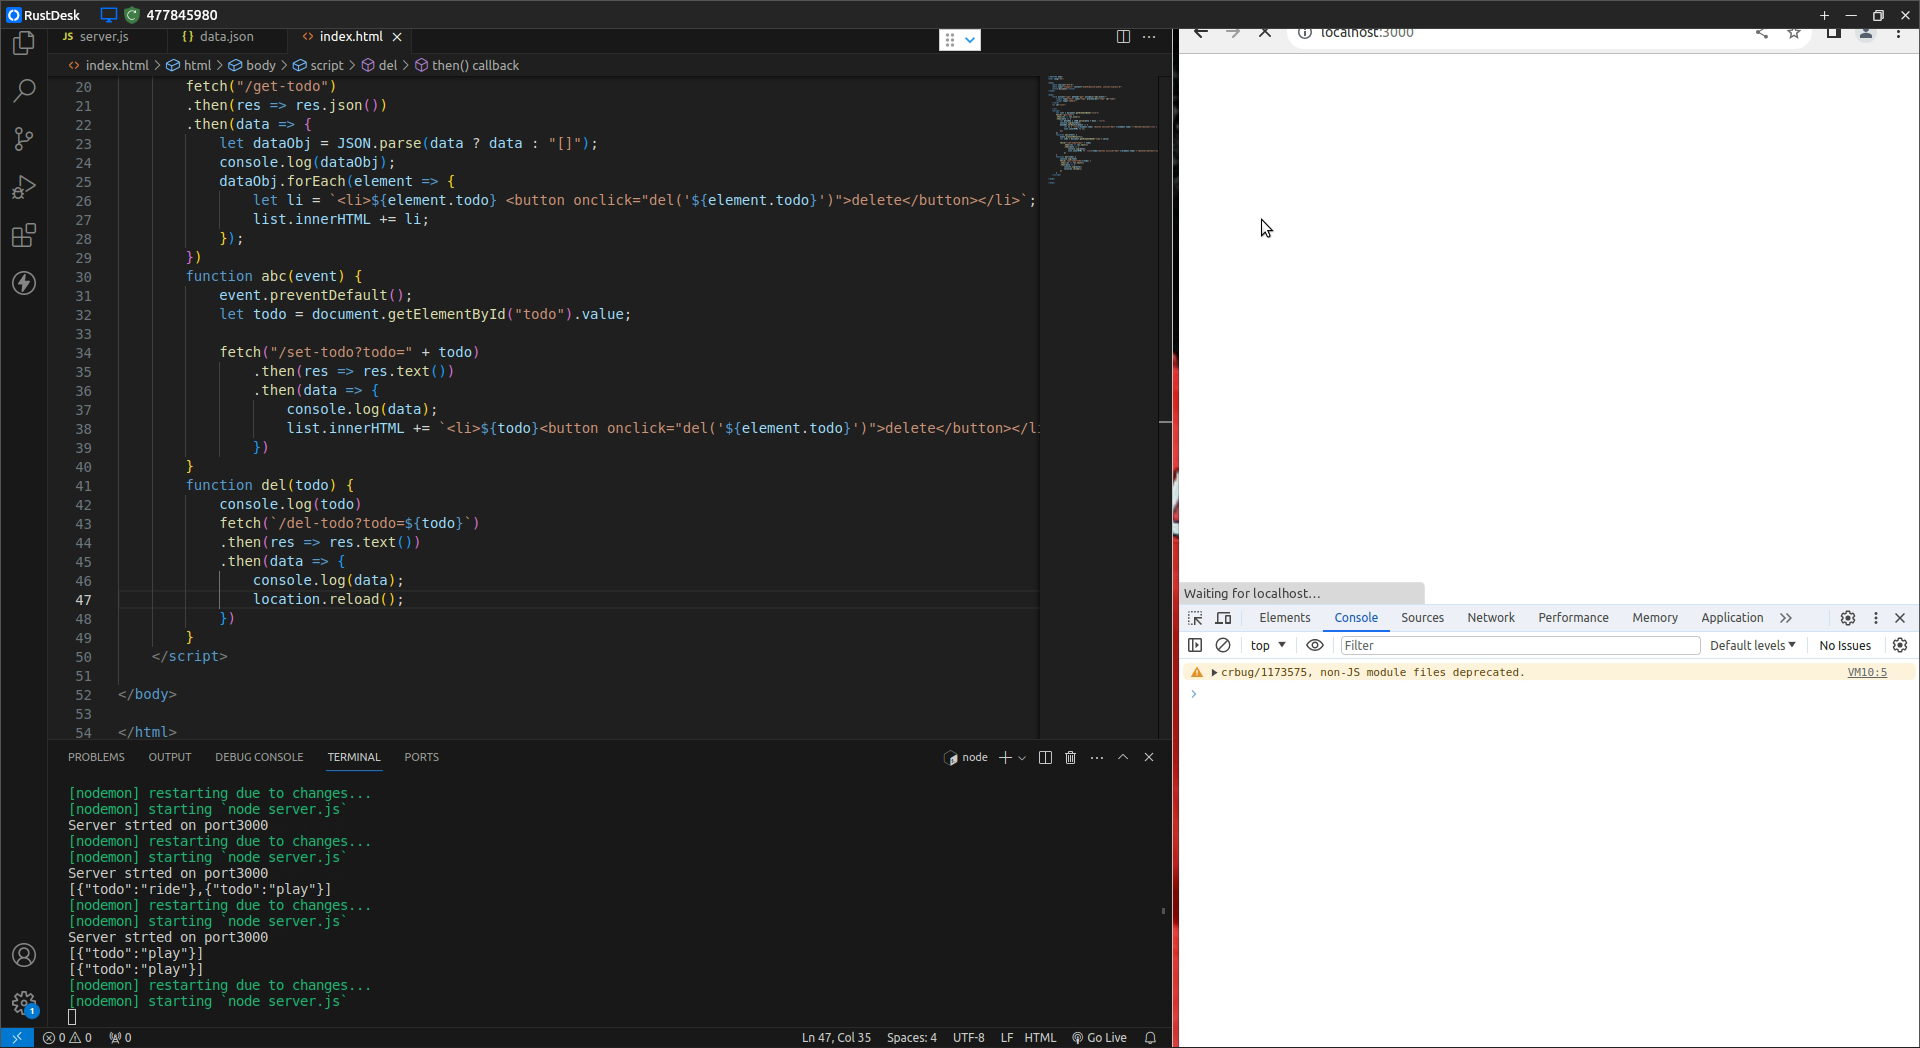 RustDesk 477845980
server.js data.json index.html
index.html > html > body > script > del > then() callback
20 fetch("/get-todo")
21 .then(res => res.json())
22 .then(data => {
23 let dataObj = JSON.parse(data ? data : "[]");
24 console.log(dataObj);
25 dataObj.forEach(element => {
26 let li = `<li>${element.todo} <button onclick="del('${element.todo}')">delete</button></li>`;
27 list.innerHTML += li;
28 });
29 })
30 function abc(event) {
31 event.preventDefault();
32 let todo = document.getElementById("todo").value;
33
34 fetch("/set-todo?todo=" + todo)
35 .then(res => res.text())
36 .then(data => {
37 console.log(data);
38 list.innerHTML += `<li>${todo}<button onclick="del('${element.todo}')">delete</button></li
39 })
40 }
41 function del(todo) {
42 console.log(todo)
43 fetch(`/del-todo?todo=${todo}`)
44 .then(res => res.text())
45 .then(data => {
46 console.log(data);
47 location.reload();
48 })
49 }
50 </script>
51
52 </body>
53
54 </html>
PROBLEMS OUTPUT DEBUG CONSOLE TERMINAL PORTS node
[nodemon] restarting due to changes...
[nodemon] starting `node server.js`
Server strted on port3000
[nodemon] restarting due to changes...
[nodemon] starting `node server.js`
Server strted on port3000
[{"todo":"ride"},{"todo":"play"}]
[nodemon] restarting due to changes...
[nodemon] starting `node server.js`
Server strted on port3000
[{"todo":"play"}]
[{"todo":"play"}]
[nodemon] restarting due to changes...
[nodemon] starting `node server.js`
1
0 0 0 Ln 47, Col 35 Spaces: 4 UTF-8 LF HTML Go Live
localhost:3000
Waiting for localhost...
Elements Console Sources Network Performance Memory Application
top Filter Default levels No Issues
crbug/1173575, non-JS module files deprecated. VM10:5